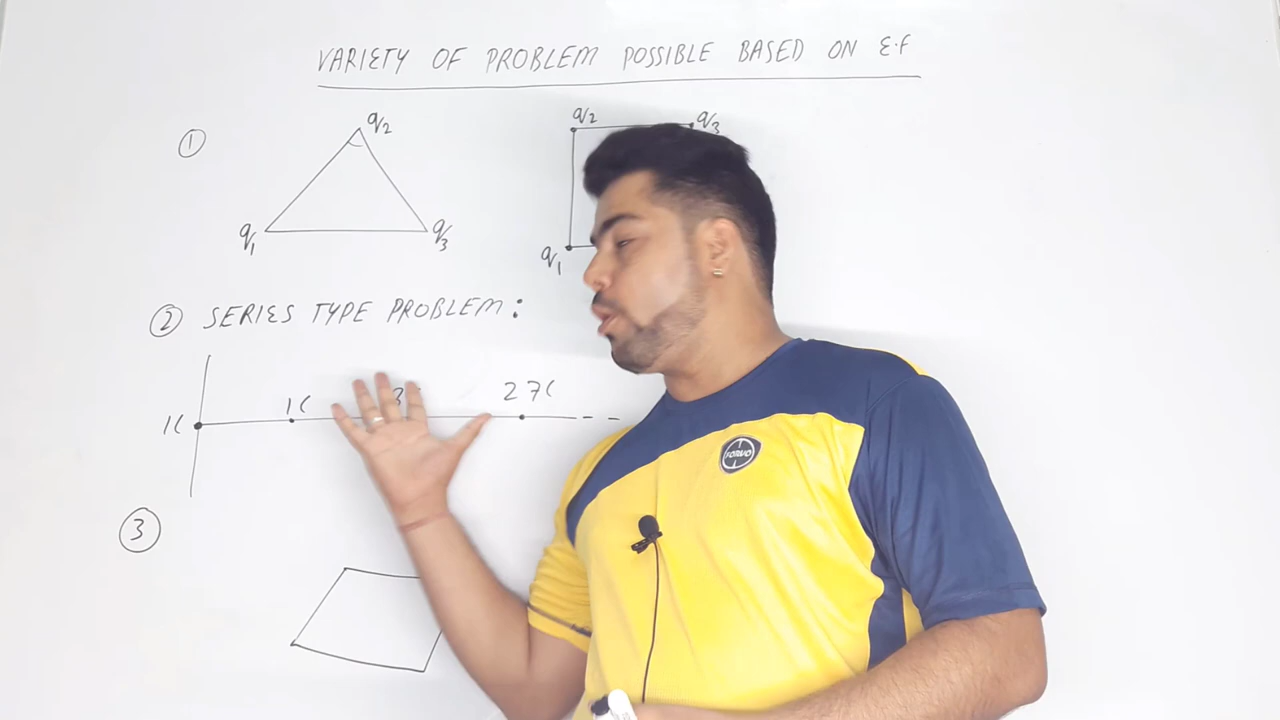 VARIETY OF PROBLEM POSSIBLE BASED ON E.F
① q2 q2 q3
q1 q3 q1
② SERIES TYPE PROBLEM:
1C 1C 3 27C
③